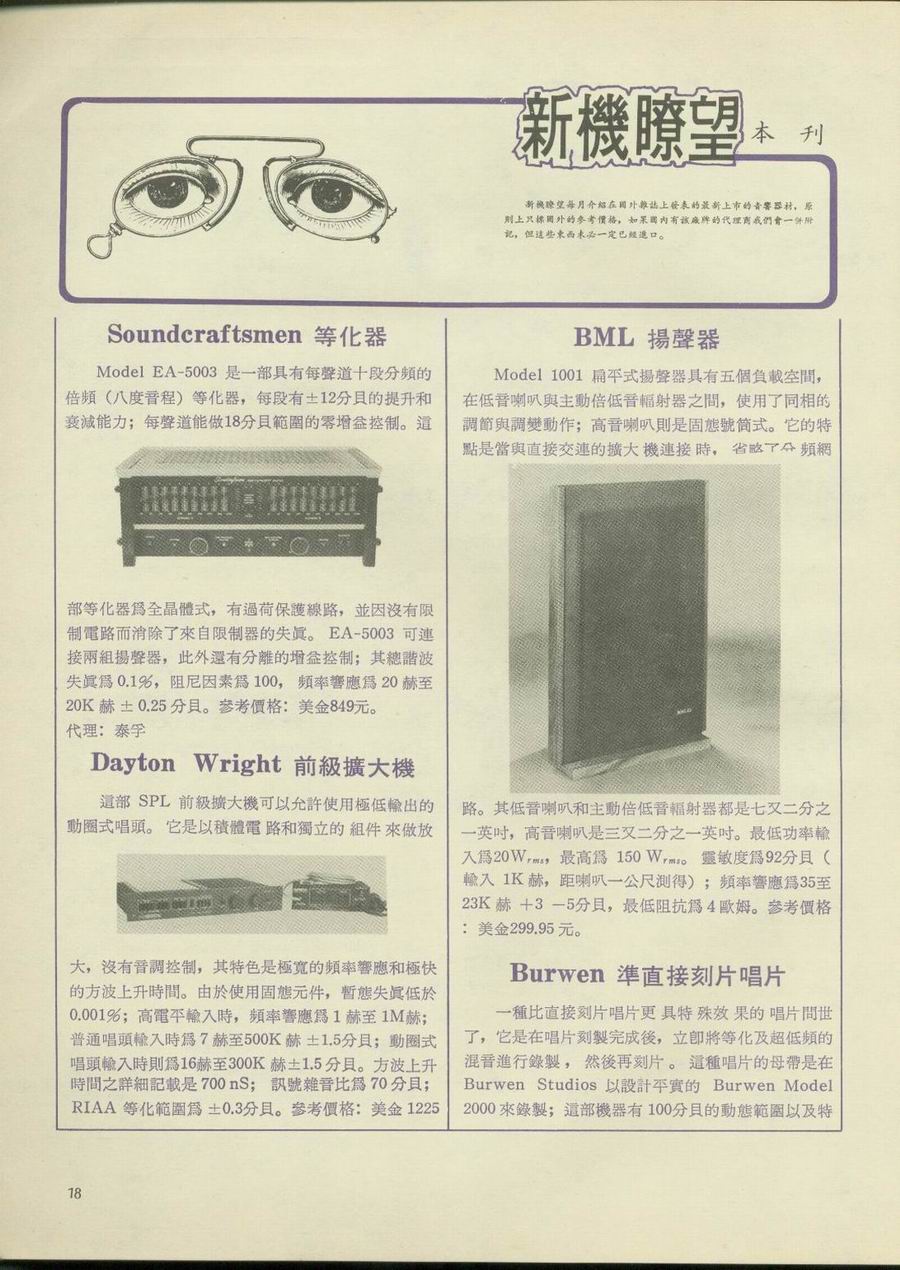 新機瞭望
本刊
新機瞭望每月介紹在國外雜誌上發表的最新上市的音響器材，原
則上只採國外的參考價格，如果國內有該廠牌的代理商我們會一併附
記，但這些東西未必一定已經進口。
Soundcraftsmen 等化器
Model EA-5003 是一部具有每聲道十段分頻的
倍頻（八度音程）等化器，每段有±12分貝的提升和
衰減能力；每聲道能做18分貝範圍的零增益控制。這
部等化器爲全晶體式，有過荷保護線路，並因沒有限
制電路而消除了來自限制器的失眞。EA-5003 可連
接兩組揚聲器，此外還有分離的增益控制；其總諧波
失眞爲 0.1%，阻尼因素爲 100， 頻率響應爲 20 赫至
20K 赫 ± 0.25 分貝。參考價格：美金849元。
代理：泰孚
Dayton Wright 前級擴大機
這部 SPL 前級擴大機可以允許使用極低輸出的
動圈式唱頭。 它是以積體電 路和獨立的 組件 來做放
大，沒有音調控制，其特色是極寬的頻率響應和極快
的方波上升時間。由於使用固態元件，暫態失眞低於
0.001%；高電平輸入時，頻率響應爲 1 赫至 1M赫；
普通唱頭輸入時爲 7 赫至500K 赫 ±1.5分貝；動圈式
唱頭輸入時則爲16赫至300K 赫±1.5 分貝。方波上升
時間之詳細記載是 700 nS； 訊號雜音比爲 70 分貝；
RIAA 等化範圍爲 ±0.3分貝。參考價格：美金 1225
BML 揚聲器
Model 1001 扁平式揚聲器具有五個負載空間，
在低音喇叭與主動倍低音輻射器之間，使用了同相的
調節與調變動作；高音喇叭則是固態號筒式。它的特
點是當與直接交連的擴大 機連接 時， 省略了分 頻網
BML
路。其低音喇叭和主動倍低音輻射器都是七又二分之
一英吋，高音喇叭是三又二分之一英吋。最低功率輸
入爲20Wrms，最高爲 150 Wrms。 靈敏度爲92分貝（
輸入 1K 赫，距喇叭一公尺測得）；頻率響應爲35至
23K 赫 +3 －5分貝，最低阻抗爲 4 歐姆。參考價格
：美金299.95 元。
Burwen 準直接刻片唱片
一種比直接刻片唱片更 具特 殊效 果的 唱片問世
了，它是在唱片刻製完成後，立卽將等化及超低頻的
混音進行錄製， 然後再刻片 。 這種唱片的母帶是在
Burwen Studios 以設計平實的 Burwen Model
2000 來錄製；這部機器有 100分貝的動態範圍以及特
78